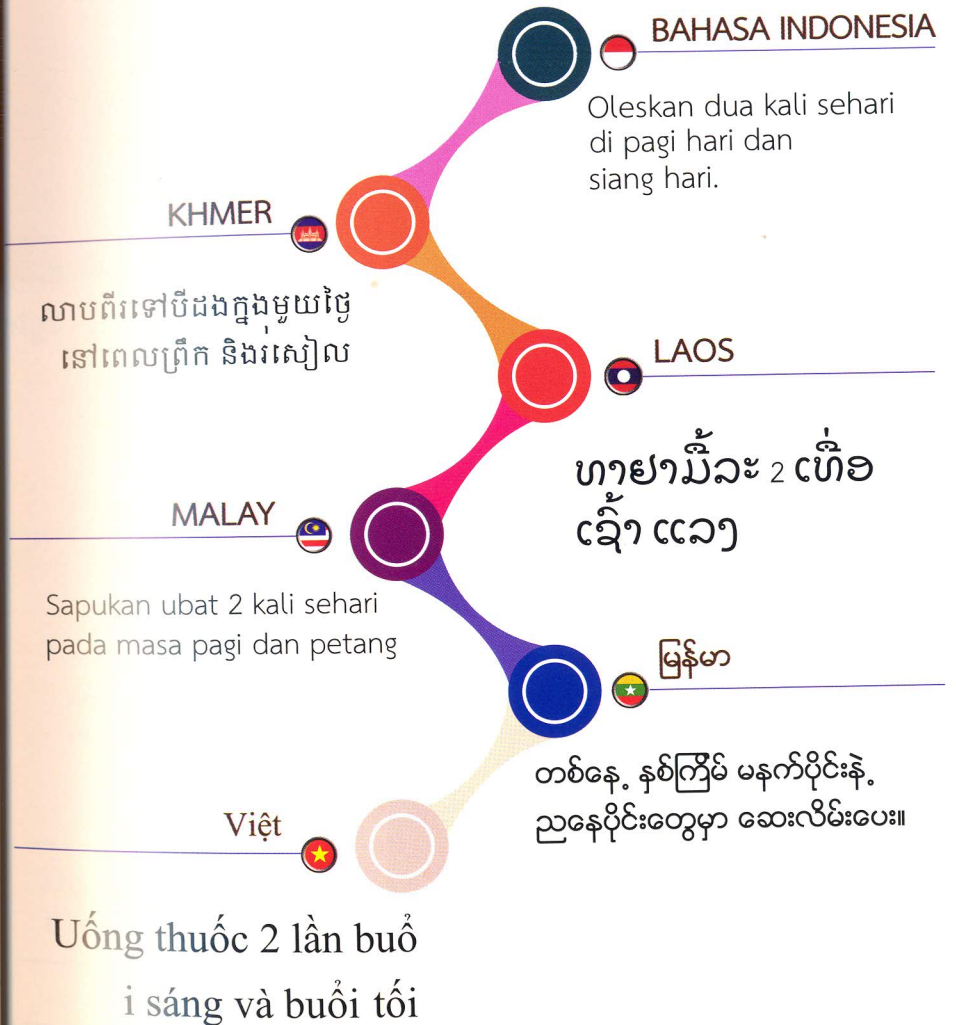 BAHASA INDONESIA
Oleskan dua kali sehari
di pagi hari dan
siang hari.
KHMER
លាបពីរទៅបីដងក្នុងមួយថ្ងៃ
នៅពេលព្រឹក និងរសៀល
LAOS
ທາຢາມື້ລະ 2 ເທື່ອ
ເຊົ້າ ແລງ
MALAY
Sapukan ubat 2 kali sehari
pada masa pagi dan petang
မြန်မာ
တစ်နေ့ နှစ်ကြိမ် မနက်ပိုင်းနဲ့
ညနေပိုင်းတွေမှာ ဆေးလိမ်းပေး။
Việt
Uống thuốc 2 lần buổ
i sáng và buổi tối